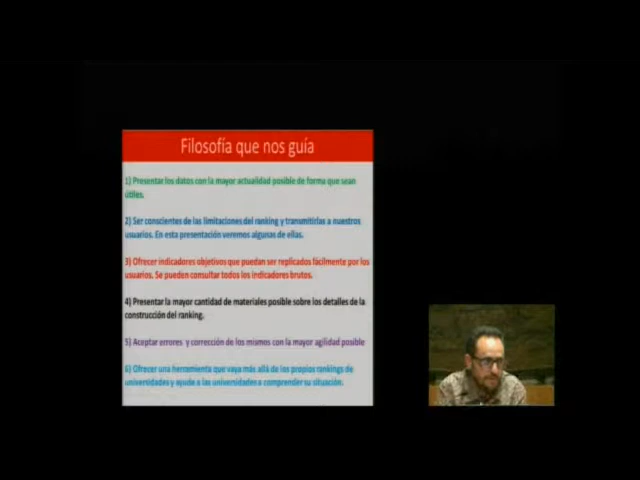 Filosofía que nos guía
1) Presentar los datos con la mayor actualidad posible de forma que sean
útiles.
2) Ser conscientes de las limitaciones del ranking y transmitirlas a nuestros
usuarios. En esta presentación veremos algunas de ellas.
3) Ofrecer indicadores objetivos que puedan ser replicados fácilmente por los
usuarios. Se pueden consultar todos los indicadores brutos.
4) Presentar la mayor cantidad de materiales posible sobre los detalles de la
construcción del ranking.
5) Aceptar errores y corrección de los mismos con la mayor agilidad posible
6) Ofrecer una herramienta que vaya más allá de los propios rankings de
universidades y ayude a las universidades a comprender su situación.